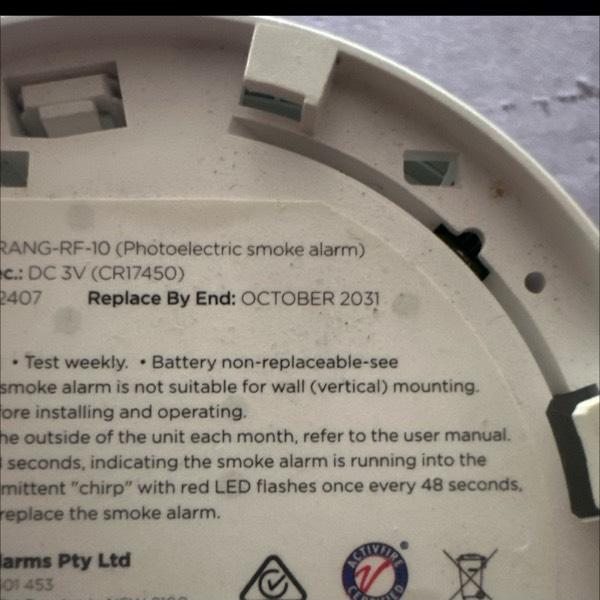 RANG-RF-10 (Photoelectric smoke alarm)
ec.: DC 3V (CR17450)
2407 Replace By End: OCTOBER 2031
• Test weekly. • Battery non-replaceable-see
smoke alarm is not suitable for wall (vertical) mounting.
fore installing and operating.
he outside of the unit each month, refer to the user manual.
seconds, indicating the smoke alarm is running into the
mittent "chirp" with red LED flashes once every 48 seconds,
replace the smoke alarm.
larms Pty Ltd
601 453
ACTIVFIRE
CERTIFIED